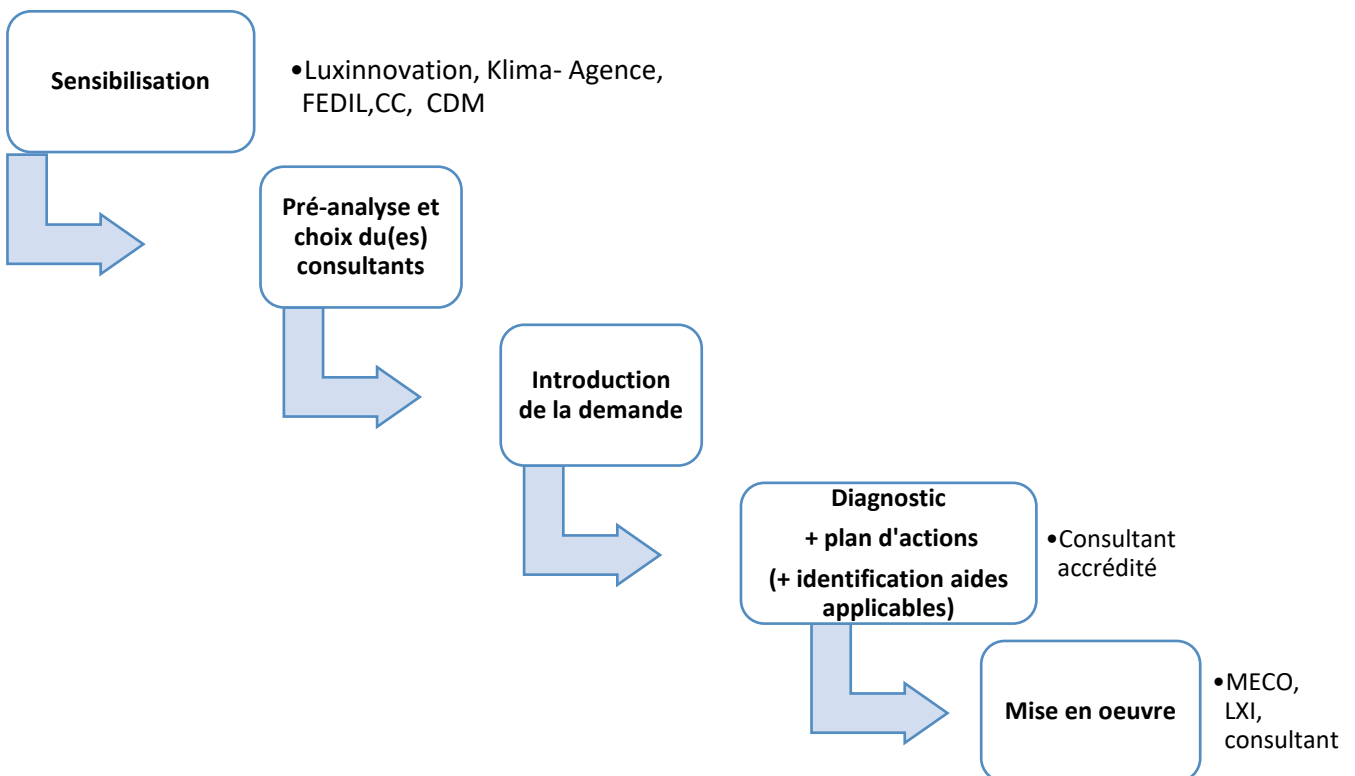 Sensibilisation
•Luxinnovation, Klima- Agence,
FEDIL,CC, CDM
Pré-analyse et
choix du(es)
consultants
Introduction
de la demande
Diagnostic
+ plan d'actions
(+ identification aides
applicables)
•Consultant
accrédité
Mise en oeuvre
•MECO,
LXI,
consultant